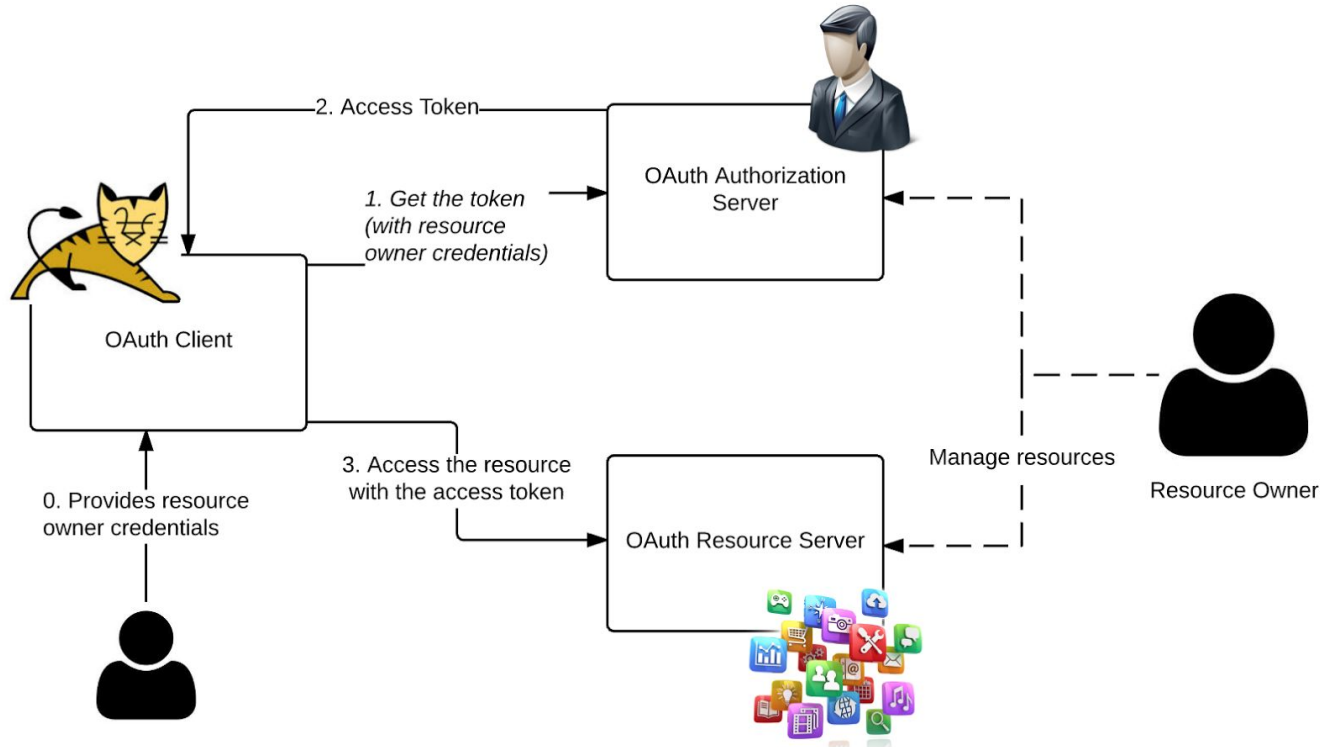 2. Access Token
OAuth Authorization
Server
1. Get the token
(with resource
owner credentials)
OAuth Client
3. Access the resource
with the access token
Manage resources
Resource Owner
0. Provides resource
owner credentials
OAuth Resource Server